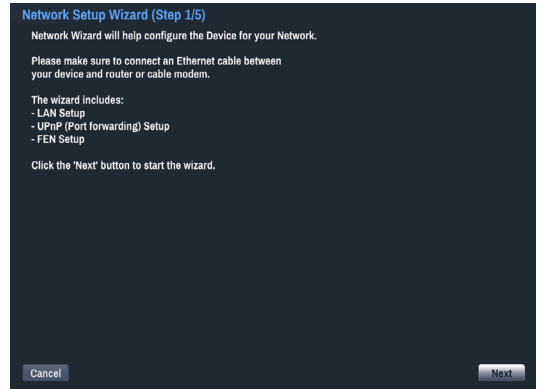 Network Setup Wizard (Step 1/5)
Network Wizard will help configure the Device for your Network.
Please make sure to connect an Ethernet cable between
your device and router or cable modem.
The wizard includes:
- LAN Setup
- UPnP (Port forwarding) Setup
- FEN Setup
Click the 'Next' button to start the wizard.
Cancel
Next